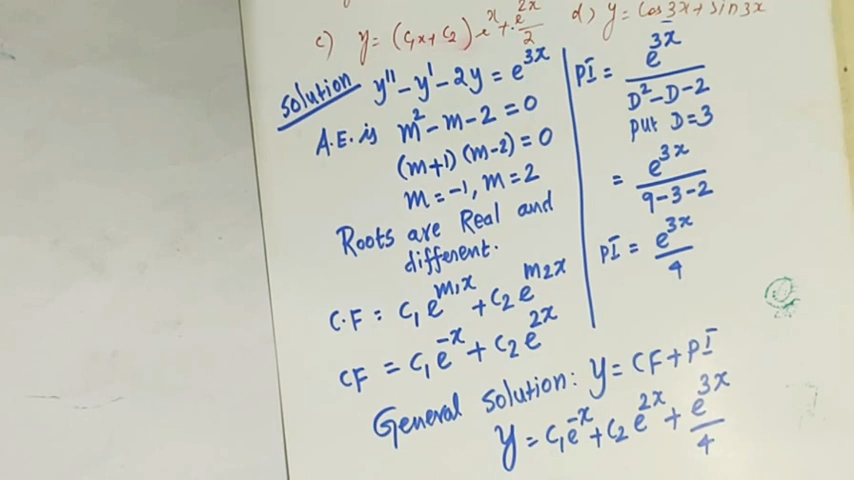 c) y = (c₁x + c₂) eˣ + e²ˣ/2 d) y = cos 3x + sin 3x
Solution y'' - y' - 2y = e³ˣ
A.E. is m² - m - 2 = 0
(m+1) (m-2) = 0
m = -1, m = 2
Roots are Real and
different.
C.F = c₁e^m₁x + c₂e^m₂x
CF = c₁e⁻ˣ + c₂e²ˣ
PI = e³ˣ/D²-D-2
put D = 3
= e³ˣ/9-3-2
PI = e³ˣ/4
General solution: y = CF + PI
y = c₁e⁻ˣ + c₂e²ˣ + e³ˣ/4